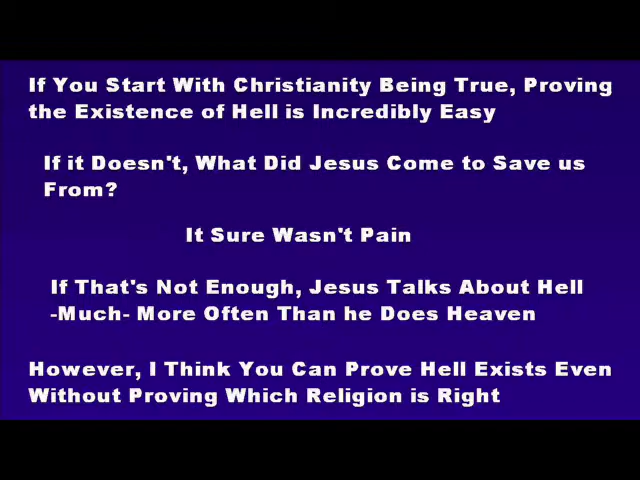 If You Start With Christianity Being True, Proving
the Existence of Hell is Incredibly Easy
If it Doesn't, What Did Jesus Come to Save us
From?
It Sure Wasn't Pain
If That's Not Enough, Jesus Talks About Hell
-Much- More Often Than he Does Heaven
However, I Think You Can Prove Hell Exists Even
Without Proving Which Religion is Right